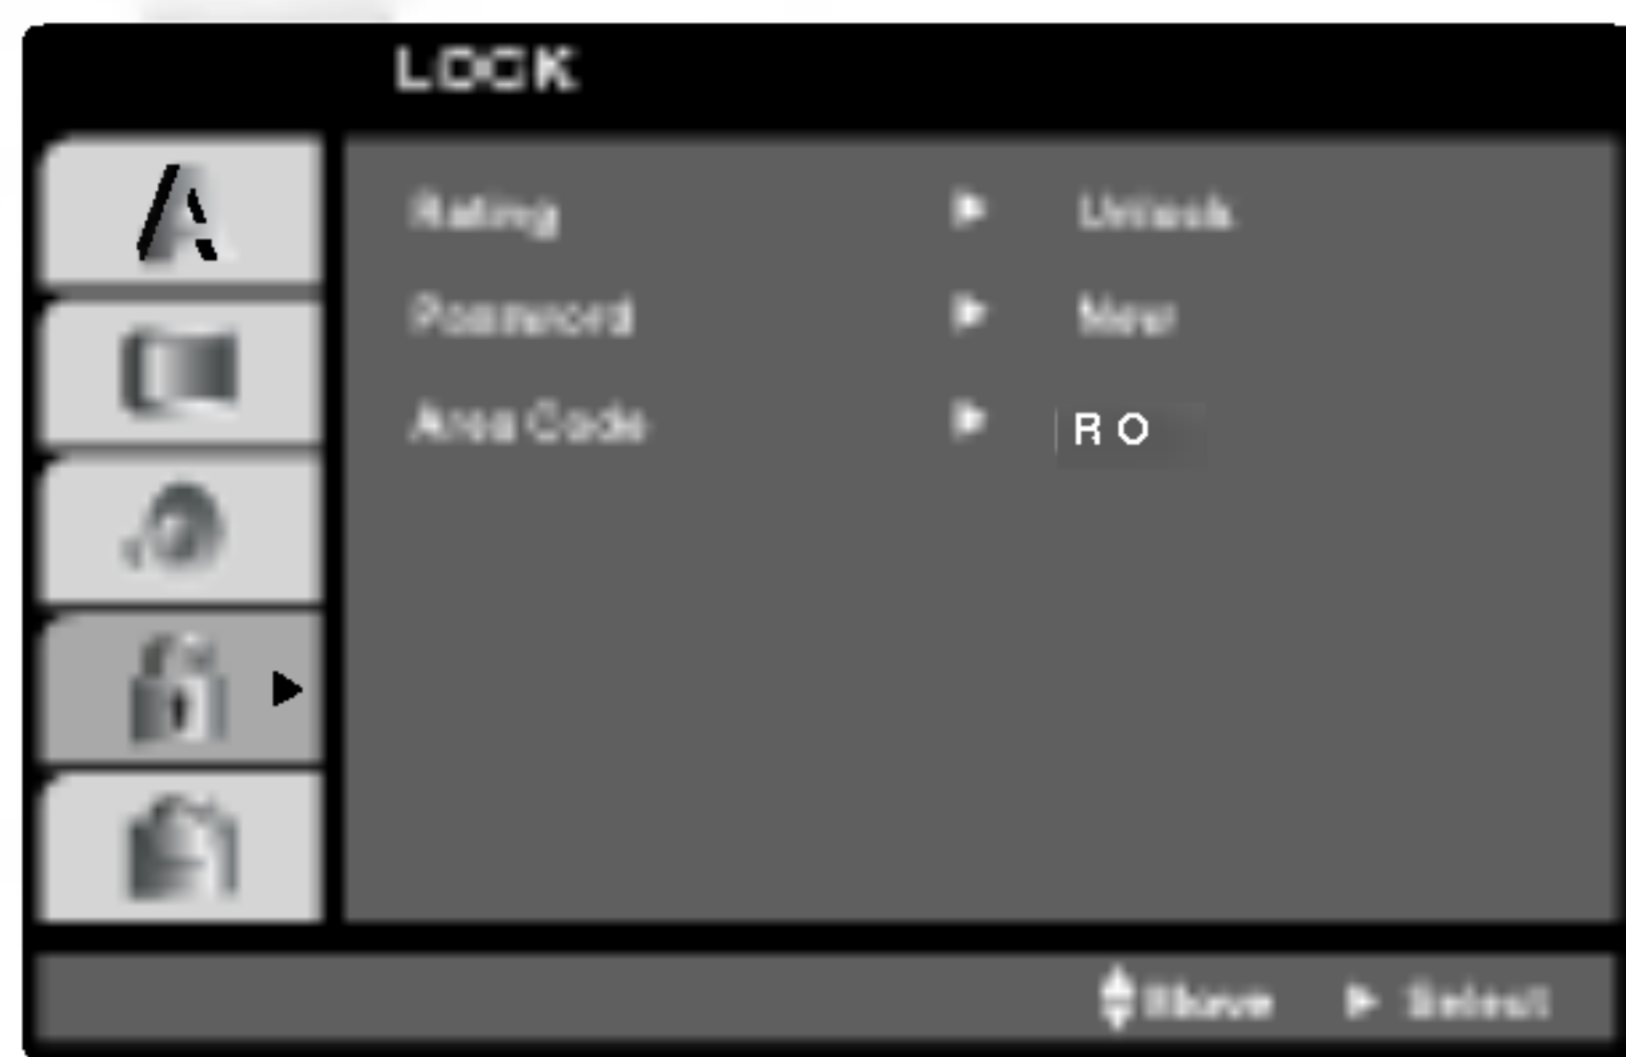 LOCK
Rating Unlock
Password New
Area Code R O
Move Select